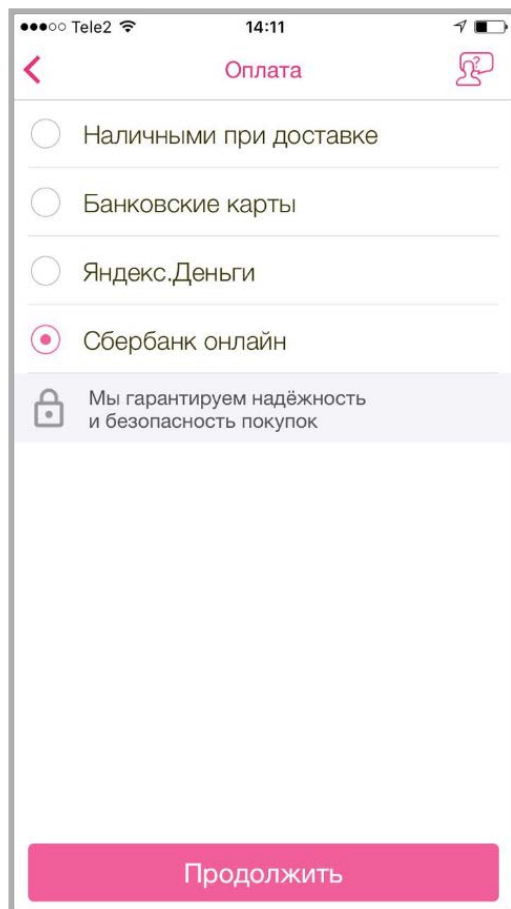 Tele2 14:11
Оплата
?
Наличными при доставке
Банковские карты
Яндекс.Деньги
Сбербанк онлайн
Мы гарантируем надёжность
и безопасность покупок
Продолжить